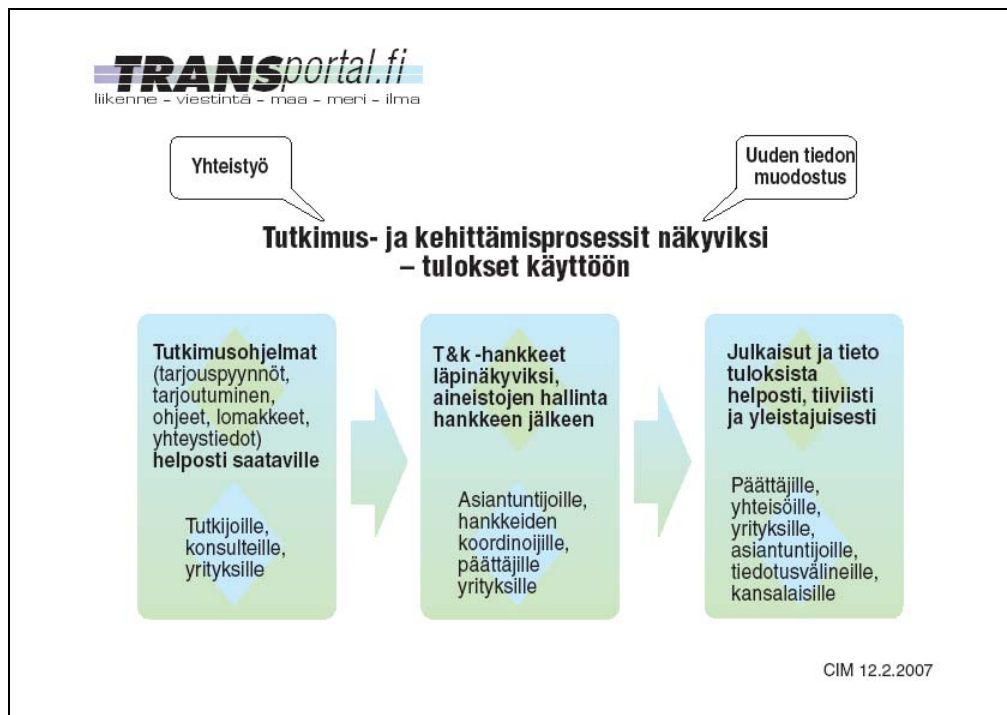 TRANSportal.fi
liikenne – viestintä – maa – meri – ilma
Yhteistyö
Uuden tiedon
muodostus
Tutkimus- ja kehittämisprosessit näkyviksi
– tulokset käyttöön
Tutkimusohjelmat
(tarjouspyynnöt,
tarjoutuminen,
ohjeet, lomakkeet,
yhteystiedot)
helposti saataville
Tutkijoille,
konsulteille,
yrityksille
T&k -hankkeet
läpinäkyviksi,
aineistojen hallinta
hankkeen jälkeen
Asiantuntijoille,
hankkeiden
koordinoijille,
päättäjille
yrityksille
Julkaisut ja tieto
tuloksista
helposti, tiiviisti
ja yleistajuisesti
Päättäjille,
yhteisöille,
yrityksille,
asiantuntijoille,
tiedotusvälineille,
kansalaisille
CIM 12.2.2007